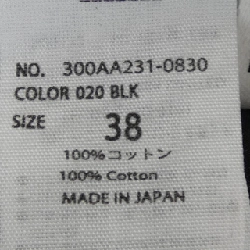 NO. 300AA231-0830
COLOR 020 BLK
SIZE 38
100%コットン
100% Cotton
MADE IN JAPAN